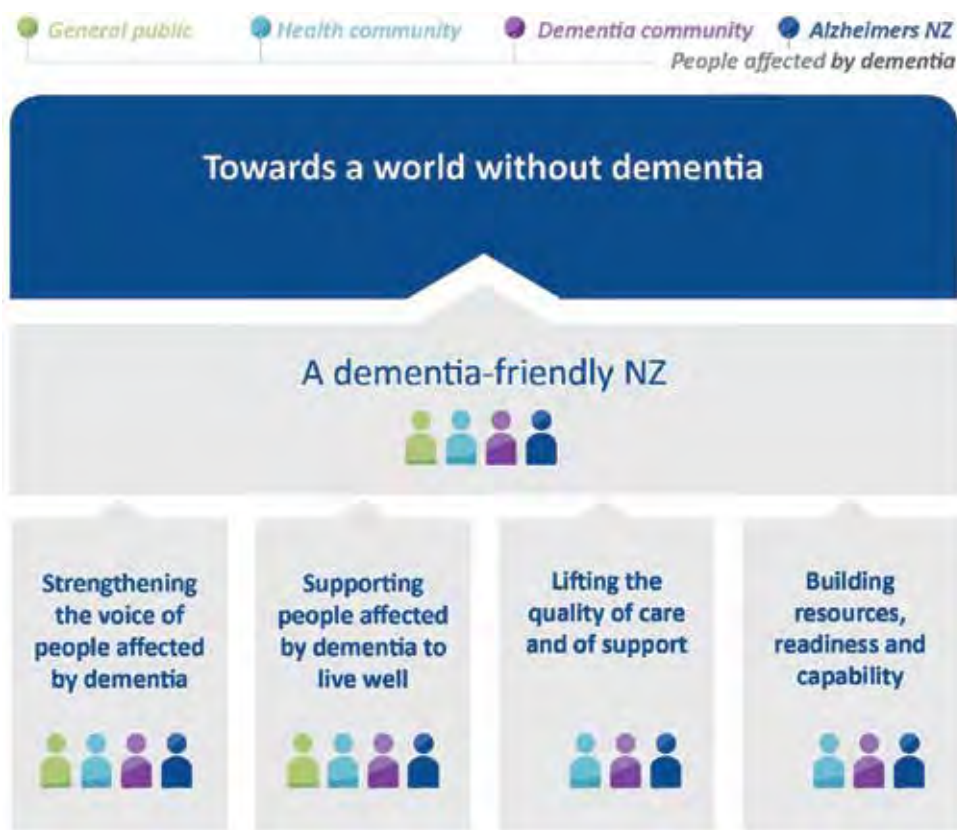 General public Health community Dementia community Alzheimers NZ
People affected by dementia
Towards a world without dementia
A dementia-friendly NZ
Strengthening
the voice of
people affected
by dementia
Supporting
people affected
by dementia to
live well
Lifting the
quality of care
and of support
Building
resources,
readiness and
capability